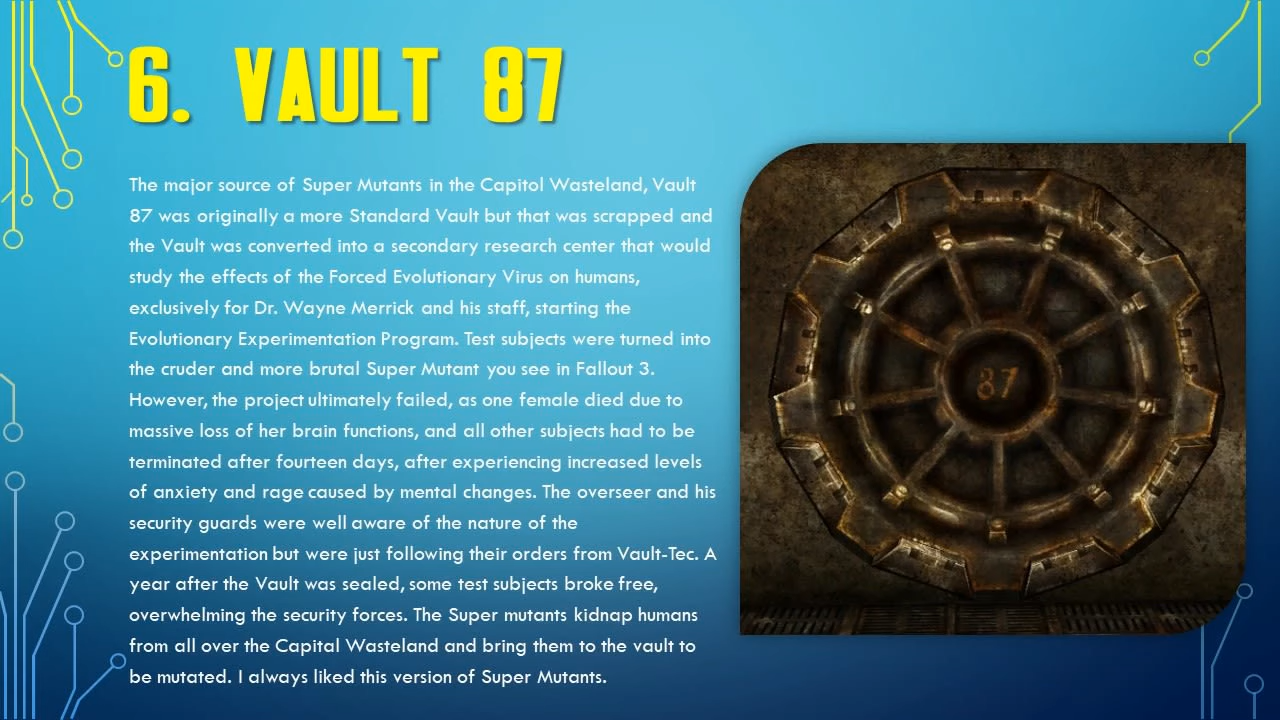 6. VAULT 87
The major source of Super Mutants in the Capitol Wasteland, Vault
87 was originally a more Standard Vault but that was scrapped and
the Vault was converted into a secondary research center that would
study the effects of the Forced Evolutionary Virus on humans,
exclusively for Dr. Wayne Merrick and his staff, starting the
Evolutionary Experimentation Program. Test subjects were turned into
the cruder and more brutal Super Mutant you see in Fallout 3.
However, the project ultimately failed, as one female died due to
massive loss of her brain functions, and all other subjects had to be
terminated after fourteen days, after experiencing increased levels
of anxiety and rage caused by mental changes. The overseer and his
security guards were well aware of the nature of the
experimentation but were just following their orders from Vault-Tec. A
year after the Vault was sealed, some test subjects broke free,
overwhelming the security forces. The Super mutants kidnap humans
from all over the Capital Wasteland and bring them to the vault to
be mutated. I always liked this version of Super Mutants.
87